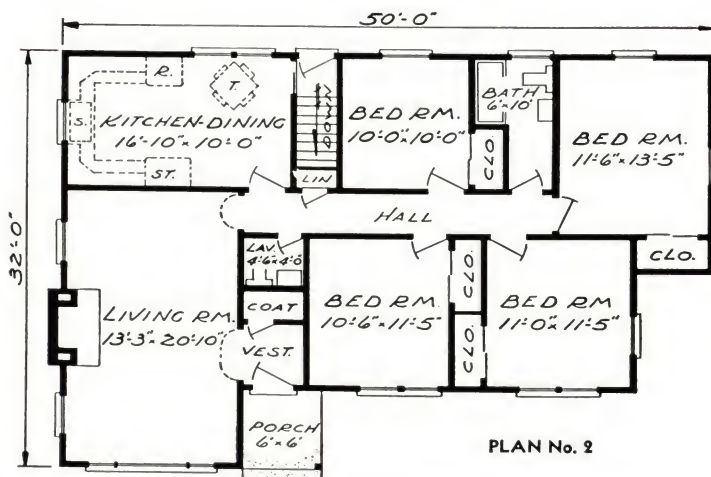 50'-0"
32'-0"
R.
T.
S.
ST.
KITCHEN-DINING
16'-10" x 10'-0"
DOWN
LIN
BED RM.
10'-0" x 10'-0"
CLO
BATH
6'-10"
BED RM.
11'-6" x 13'-5"
CLO.
HALL
LAV.
4'-6" x 4'-0"
COAT
VEST.
LIVING RM.
13'-3" x 20'-10"
BED RM.
10'-6" x 11'-5"
CLO.
CLO.
BED RM
11'-0" x 11'-5"
PORCH
6' x 6'
PLAN No. 2